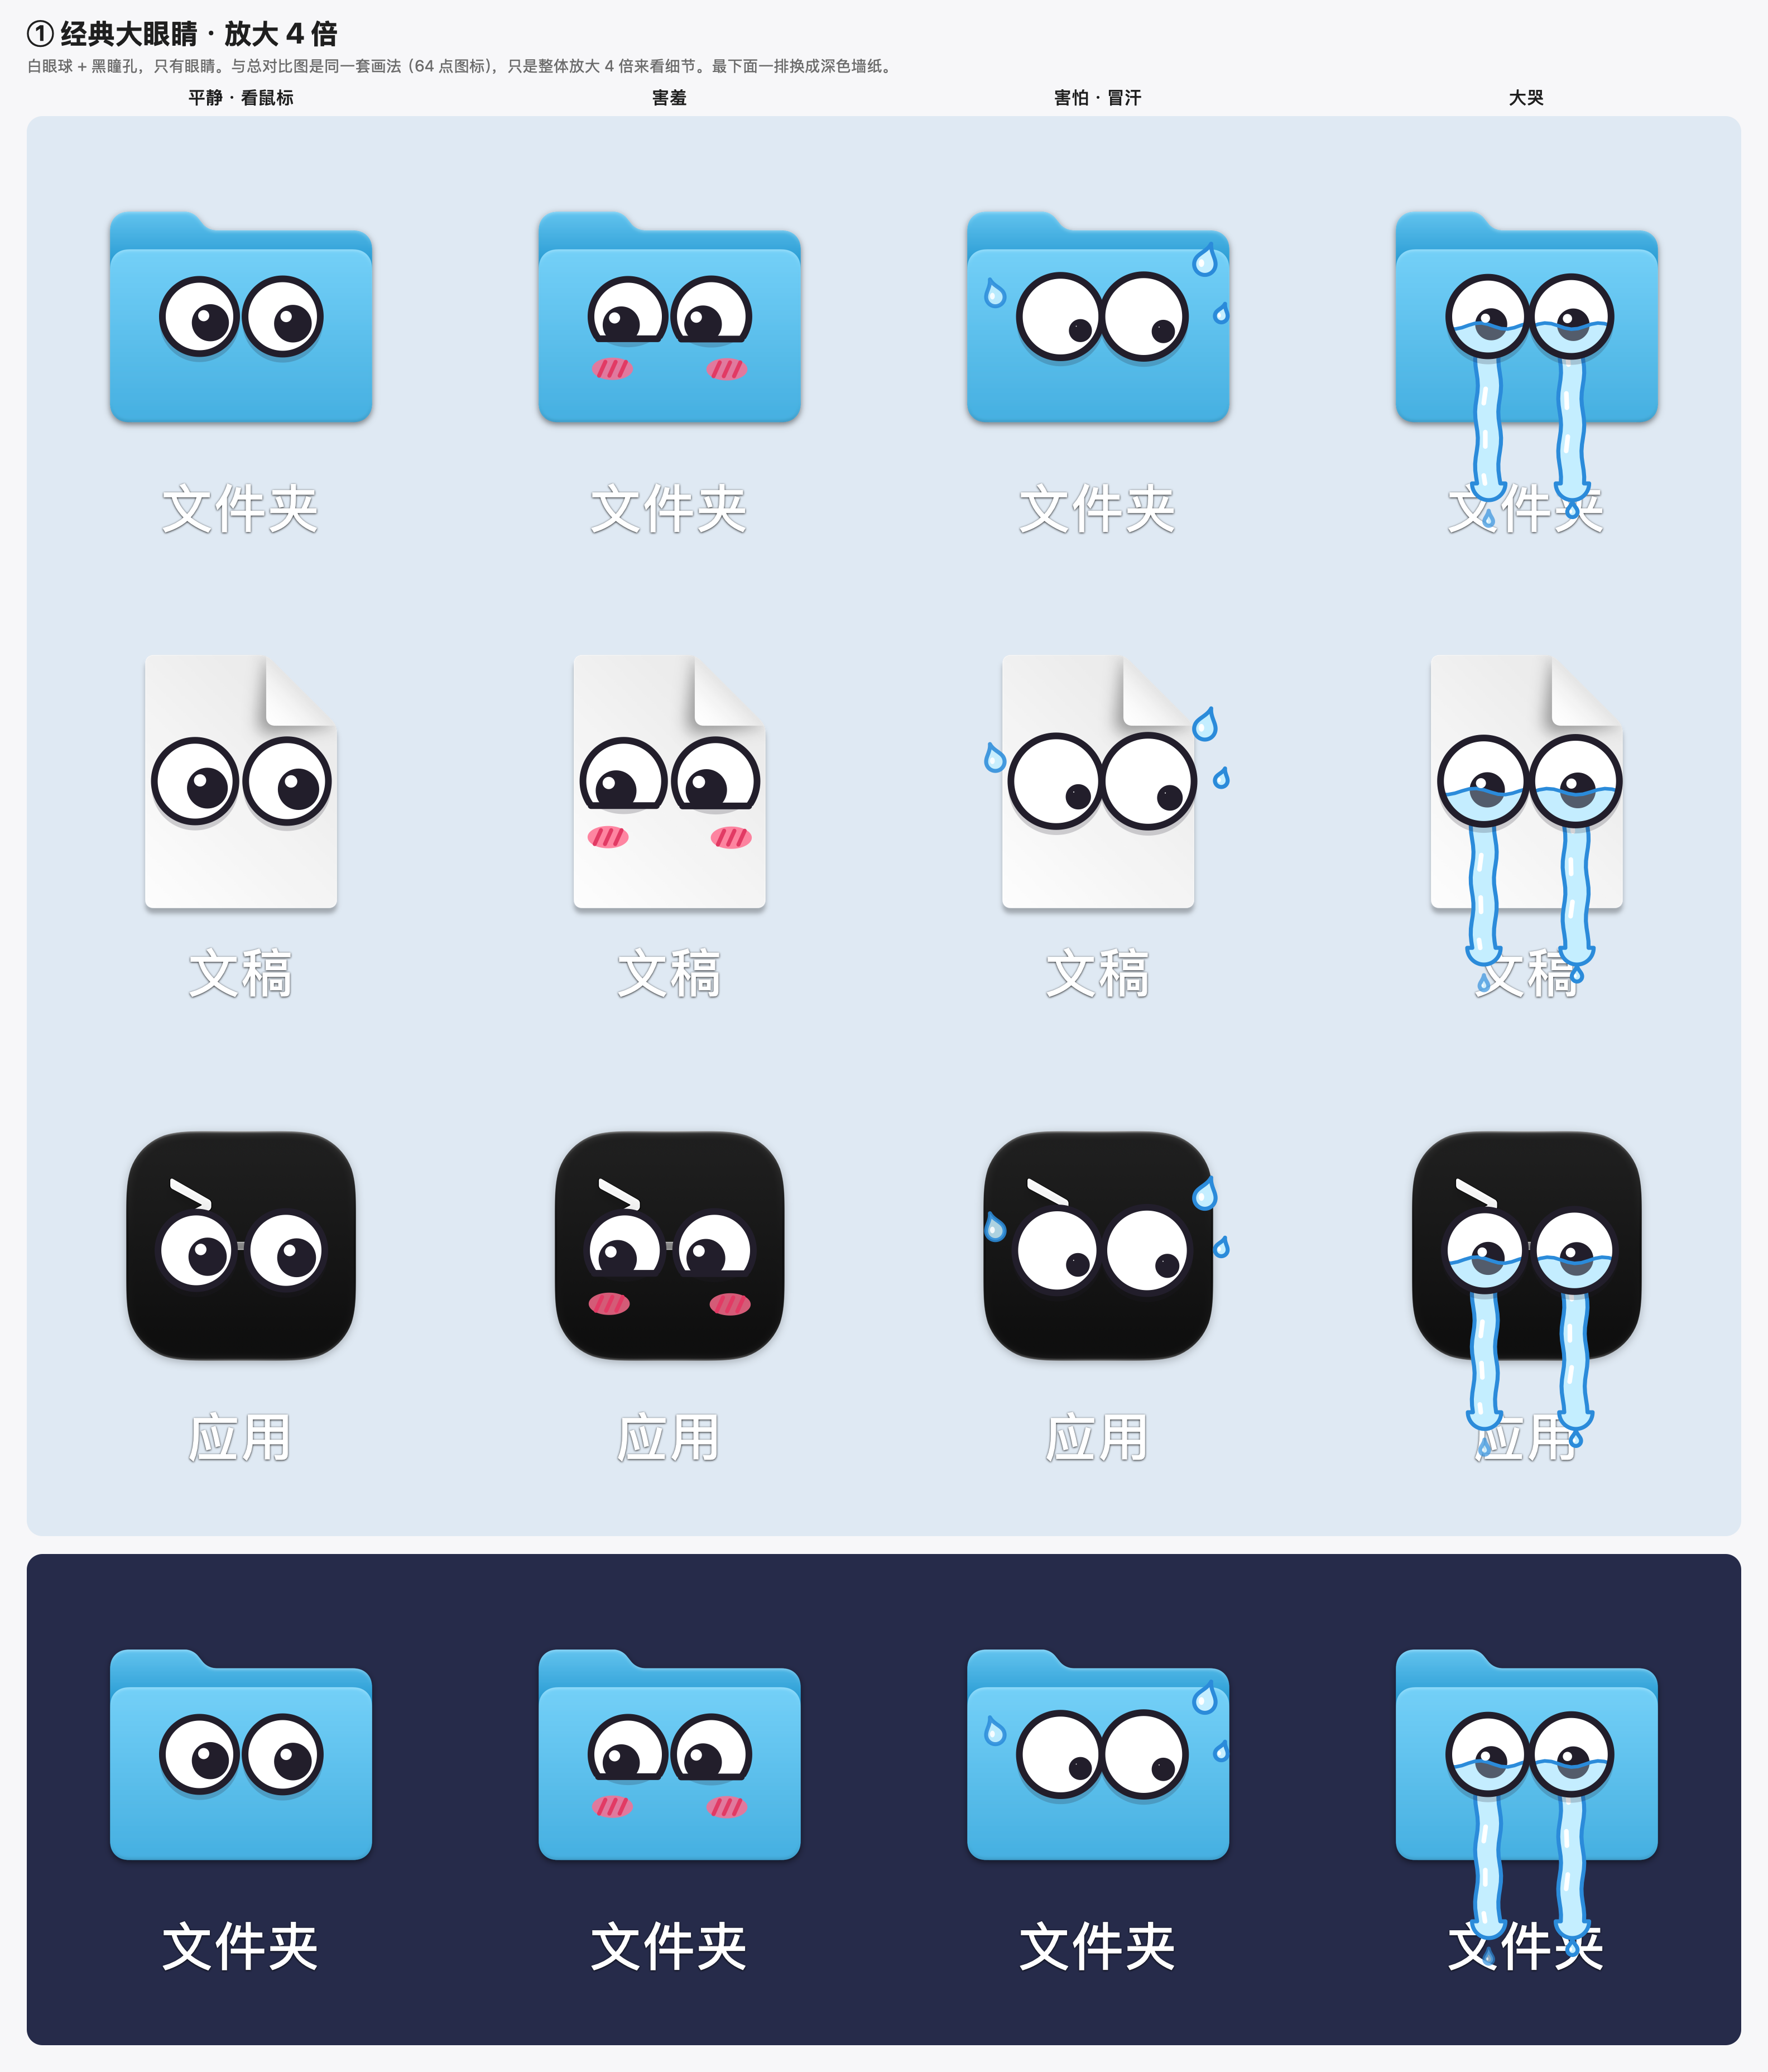 ① 经典大眼睛 · 放大 4 倍
白眼球 + 黑瞳孔，只有眼睛。与总对比图是同一套画法（64 点图标），只是整体放大 4 倍来看细节。最下面一排换成深色墙纸。
平静 · 看鼠标 害羞 害怕 · 冒汗 大哭
文件夹 文件夹 文件夹 文件夹
文稿 文稿 文稿 文稿
应用 应用 应用 应用
文件夹 文件夹 文件夹 文件夹